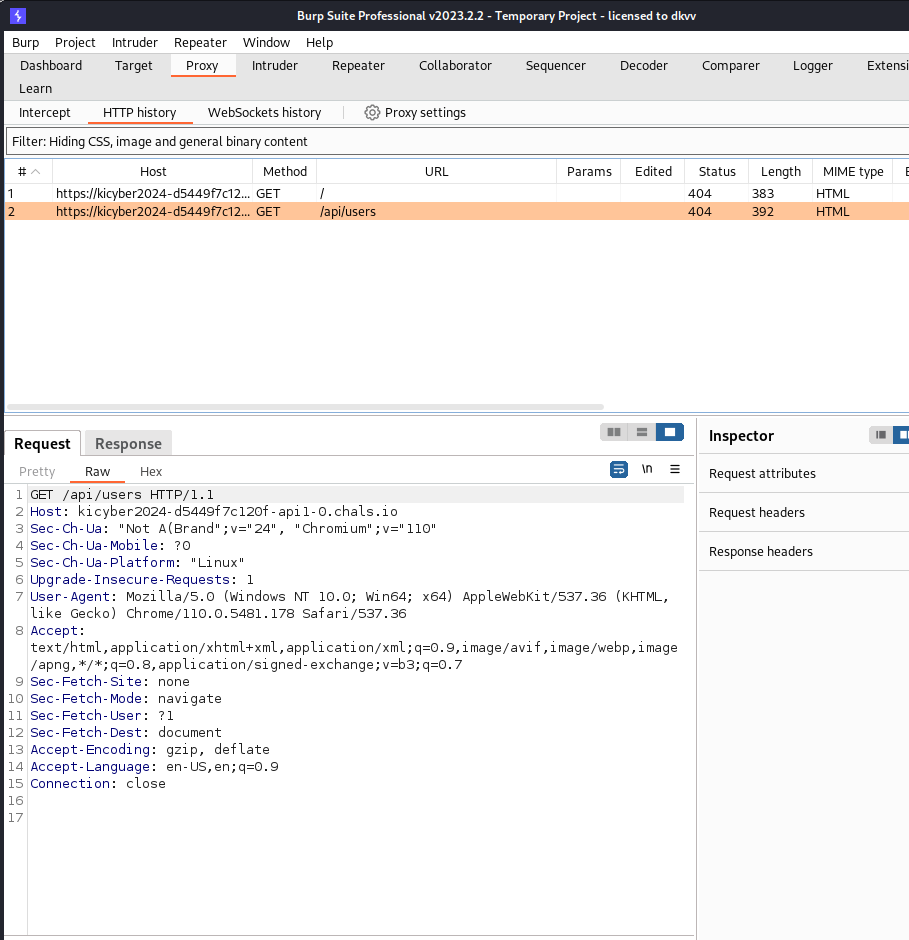 Burp Suite Professional v2023.2.2 - Temporary Project - licensed to dkvv
Burp Project Intruder Repeater Window Help
Dashboard Target Proxy Intruder Repeater Collaborator Sequencer Decoder Comparer Logger Extensi
Learn
Intercept HTTP history WebSockets history Proxy settings
Filter: Hiding CSS, image and general binary content
# Host Method URL Params Edited Status Length MIME type E
1 https://kicyber2024-d5449f7c12... GET / 404 383 HTML
2 https://kicyber2024-d5449f7c12... GET /api/users 404 392 HTML
Request Response
Pretty Raw Hex \n
1 GET /api/users HTTP/1.1
2 Host: kicyber2024-d5449f7c120f-api1-0.chals.io
3 Sec-Ch-Ua: "Not A(Brand";v="24", "Chromium";v="110"
4 Sec-Ch-Ua-Mobile: ?0
5 Sec-Ch-Ua-Platform: "Linux"
6 Upgrade-Insecure-Requests: 1
7 User-Agent: Mozilla/5.0 (Windows NT 10.0; Win64; x64) AppleWebKit/537.36 (KHTML,
like Gecko) Chrome/110.0.5481.178 Safari/537.36
8 Accept:
text/html,application/xhtml+xml,application/xml;q=0.9,image/avif,image/webp,image
/apng,*/*;q=0.8,application/signed-exchange;v=b3;q=0.7
9 Sec-Fetch-Site: none
10 Sec-Fetch-Mode: navigate
11 Sec-Fetch-User: ?1
12 Sec-Fetch-Dest: document
13 Accept-Encoding: gzip, deflate
14 Accept-Language: en-US,en;q=0.9
15 Connection: close
16
17
Inspector
Request attributes
Request headers
Response headers